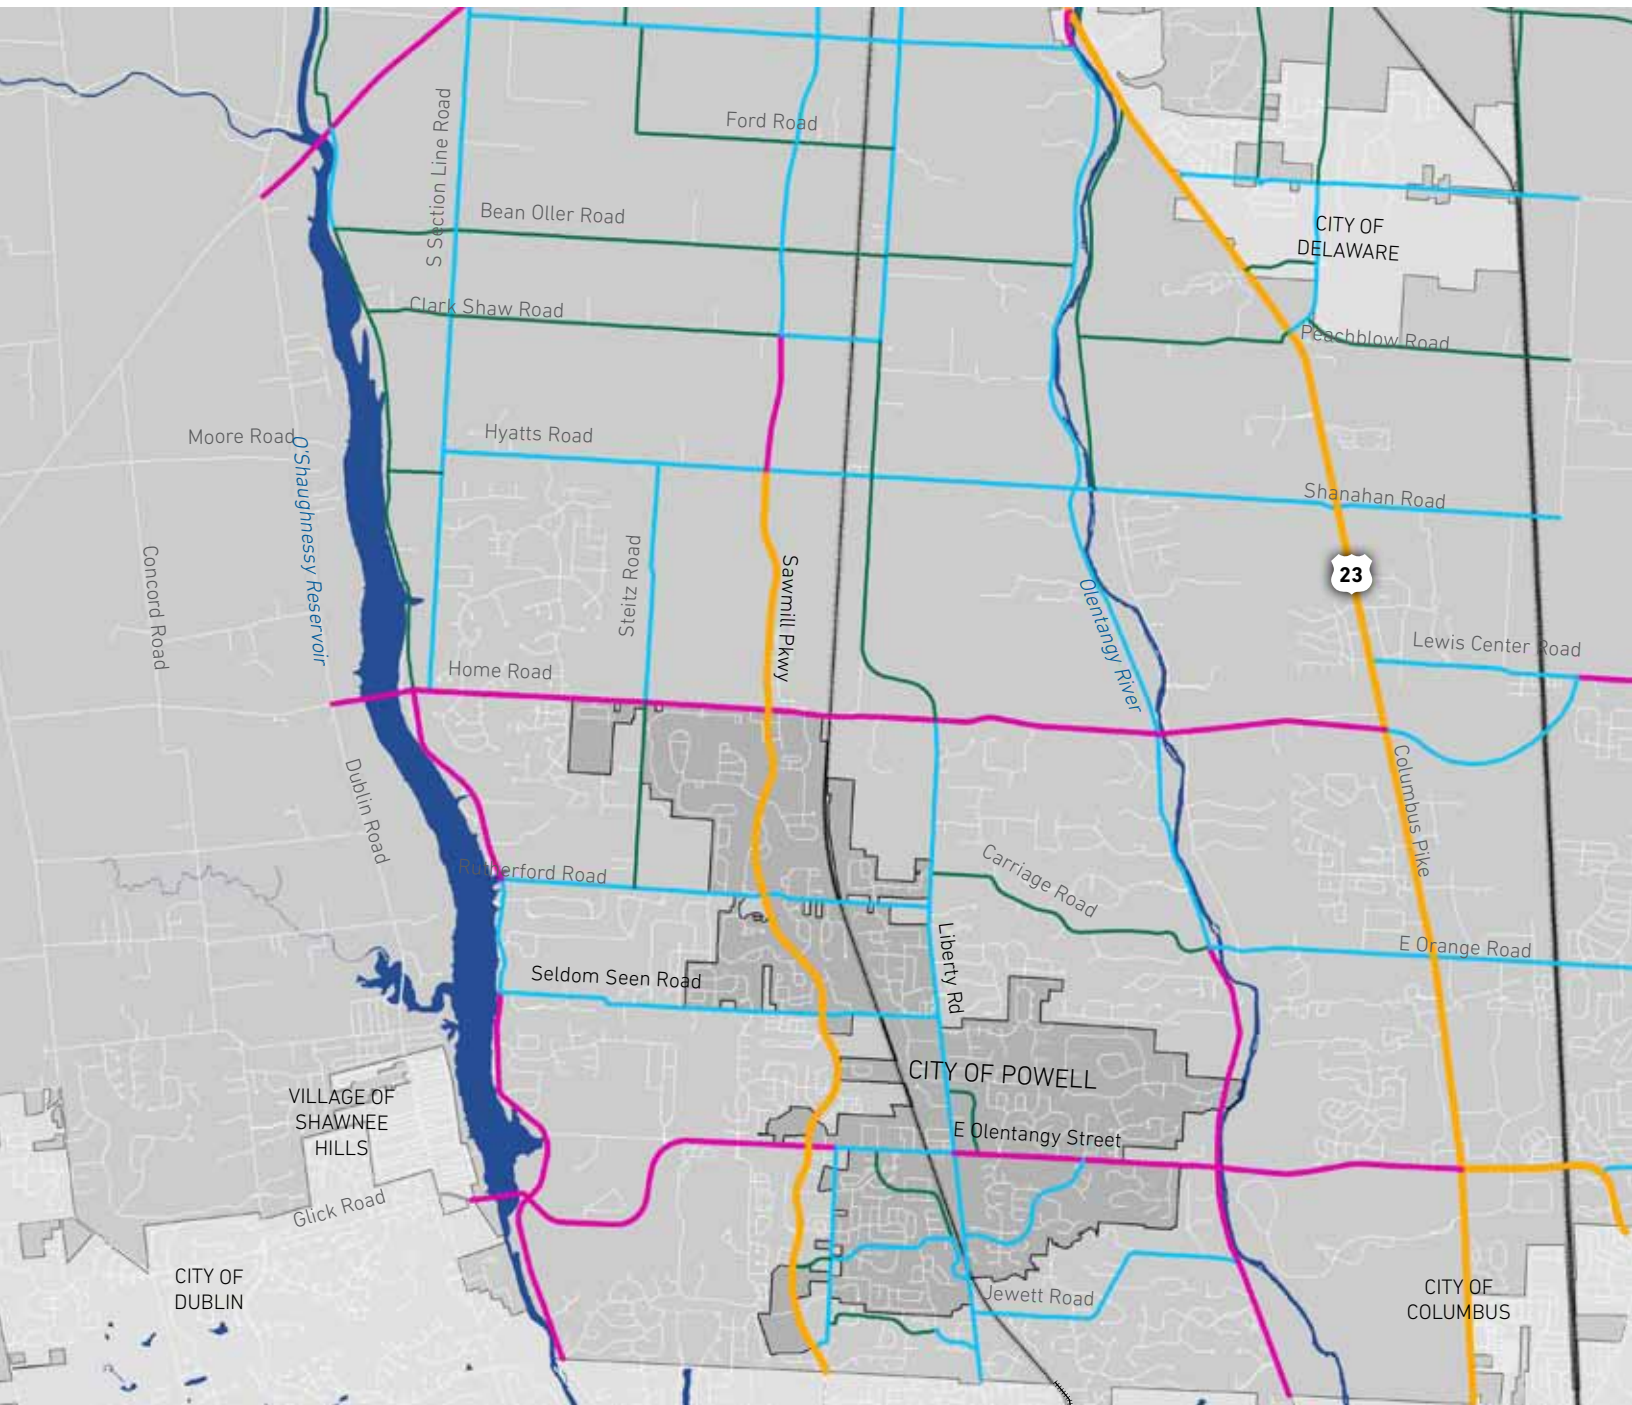 S Section Line Road
Ford Road
Bean Oller Road
CITY OF
DELAWARE
Clark Shaw Road
Peachblow Road
Moore Road
Hyatts Road
O'Shaughnessy Reservoir
Shanahan Road
Concord Road
Steitz Road
Sawmill Pkwy
23
Olentangy River
Lewis Center Road
Home Road
Dublin Road
Columbus Pike
Rutherford Road
Carriage Road
Liberty Rd
E Orange Road
Seldom Seen Road
CITY OF POWELL
VILLAGE OF
SHAWNEE
HILLS
E Olentangy Street
Glick Road
CITY OF
DUBLIN
Jewett Road
CITY OF
COLUMBUS